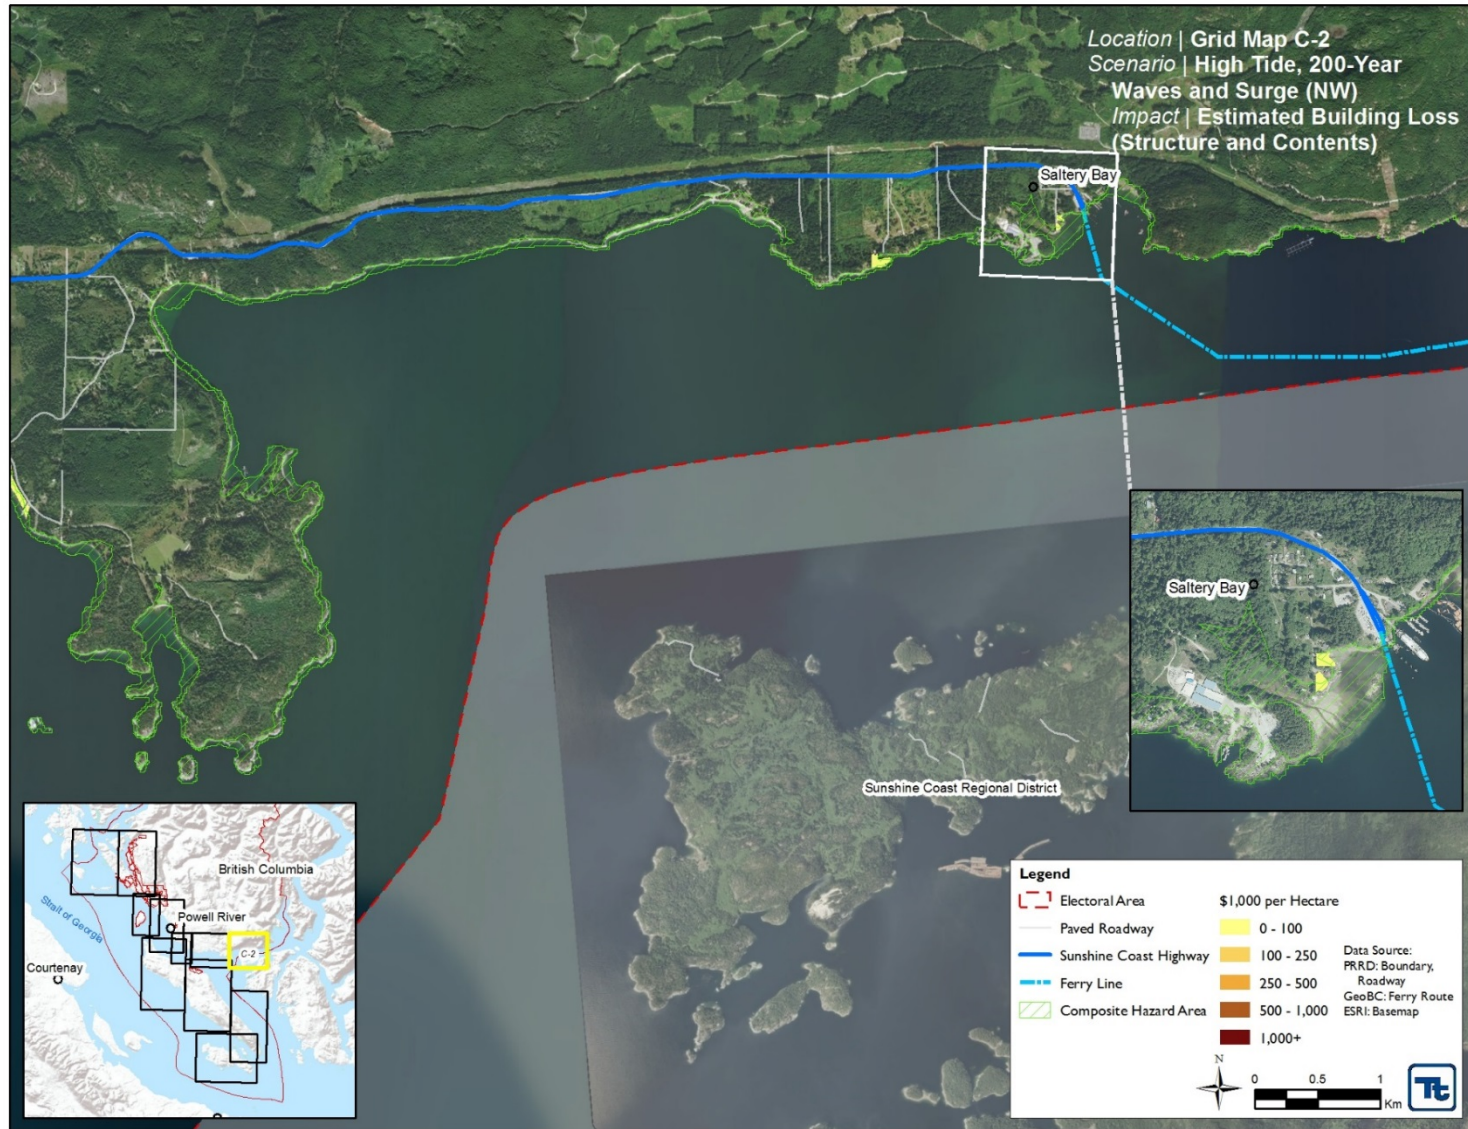 Location | Grid Map C-2
Scenario | High Tide, 200-Year
Waves and Surge (NW)
Impact | Estimated Building Loss
(Structure and Contents)
Saltery Bay
Saltery Bay
Sunshine Coast Regional District
British Columbia
Strait of Georgia
Powell River
C-2
Courtenay
Legend
Electoral Area
Paved Roadway
Sunshine Coast Highway
Ferry Line
Composite Hazard Area
$1,000 per Hectare
0 - 100
100 - 250
250 - 500
500 - 1,000
1,000+
Data Source:
PRRD: Boundary,
Roadway
GeoBC: Ferry Route
ESRI: Basemap
N
0 0.5 1
Km
Tt